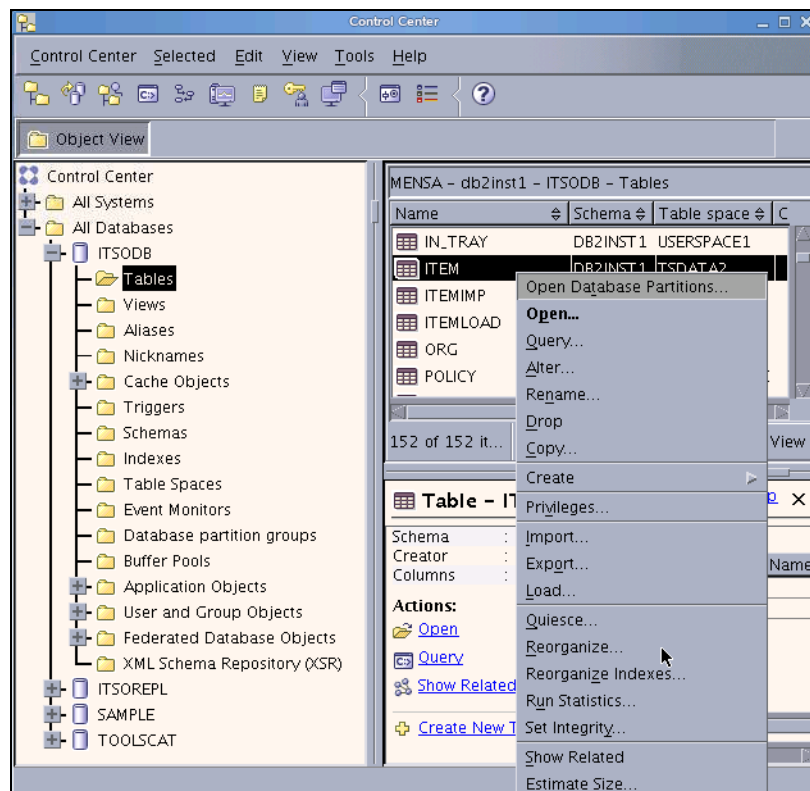 Control Center
Control Center Selected Edit View Tools Help
Object View
Control Center
All Systems
All Databases
ITSODB
Tables
Views
Aliases
Nicknames
Cache Objects
Triggers
Schemas
Indexes
Table Spaces
Event Monitors
Database partition groups
Buffer Pools
Application Objects
User and Group Objects
Federated Database Objects
XML Schema Repository (XSR)
ITSOREPL
SAMPLE
TOOLSCAT
MENSA - db2inst1 - ITSODB - Tables
Name Schema Table space C
IN_TRAY DB2INST1 USERSPACE1
ITEM DB2INST1 TSDATA2
ITEMIMP
ITEMLOAD
ORG
POLICY
152 of 152 it... View
Table - IT
Schema :
Creator :
Columns :
Name
Actions:
Open
Query
Show Related
Create New T
Open Database Partitions...
Open...
Query...
Alter...
Rename...
Drop
Copy...
Create
Privileges...
Import...
Export...
Load...
Quiesce...
Reorganize...
Reorganize Indexes...
Run Statistics...
Set Integrity...
Show Related
Estimate Size...